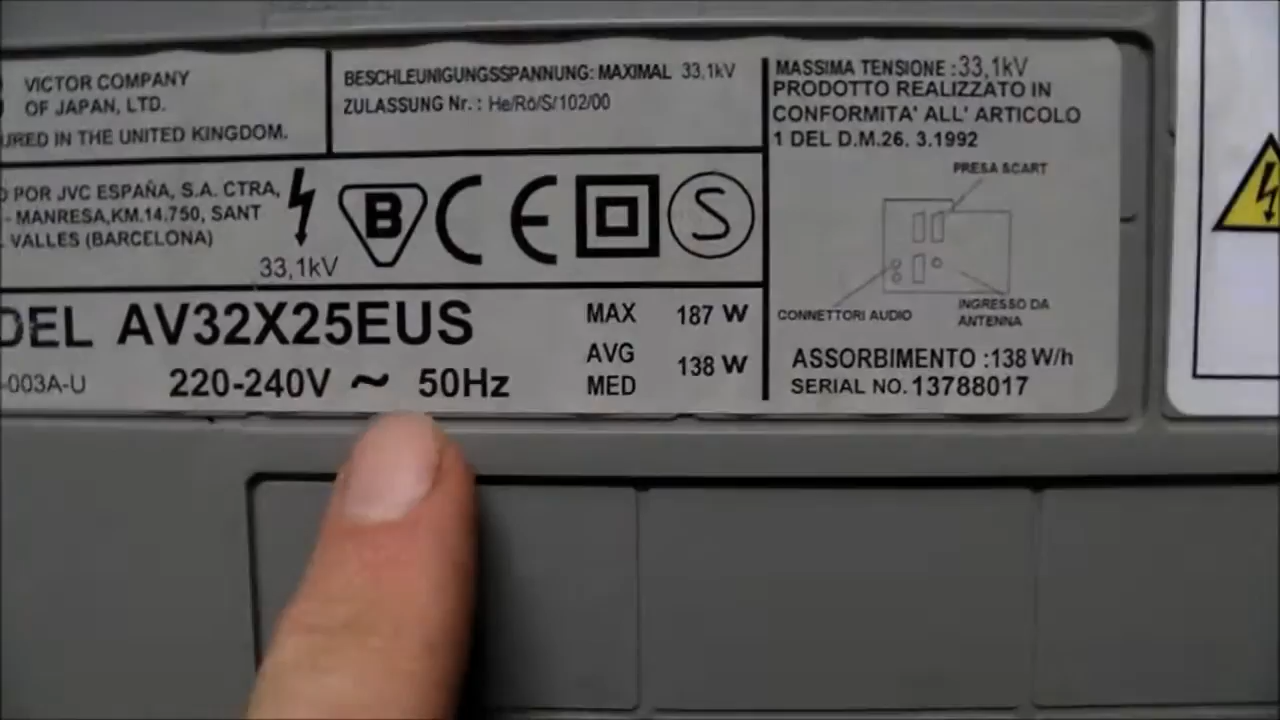 VICTOR COMPANY
OF JAPAN, LTD.
URED IN THE UNITED KINGDOM.
BESCHLEUNIGUNGSSPANNUNG: MAXIMAL 33,1kV
ZULASSUNG Nr. : He/Rö/S/102/00
POR JVC ESPAÑA, S.A. CTRA,
- MANRESA,KM.14.750, SANT
VALLES (BARCELONA)
33,1kV
B CE S
DEL AV32X25EUS
-003A-U
220-240V ~ 50Hz
MAX 187 W
AVG
MED 138 W
MASSIMA TENSIONE :33,1kV
PRODOTTO REALIZZATO IN
CONFORMITA' ALL' ARTICOLO
1 DEL D.M.26. 3.1992
PRESA SCART
CONNETTORI AUDIO
INGRESSO DA
ANTENNA
ASSORBIMENTO :138 W/h
SERIAL NO.13788017